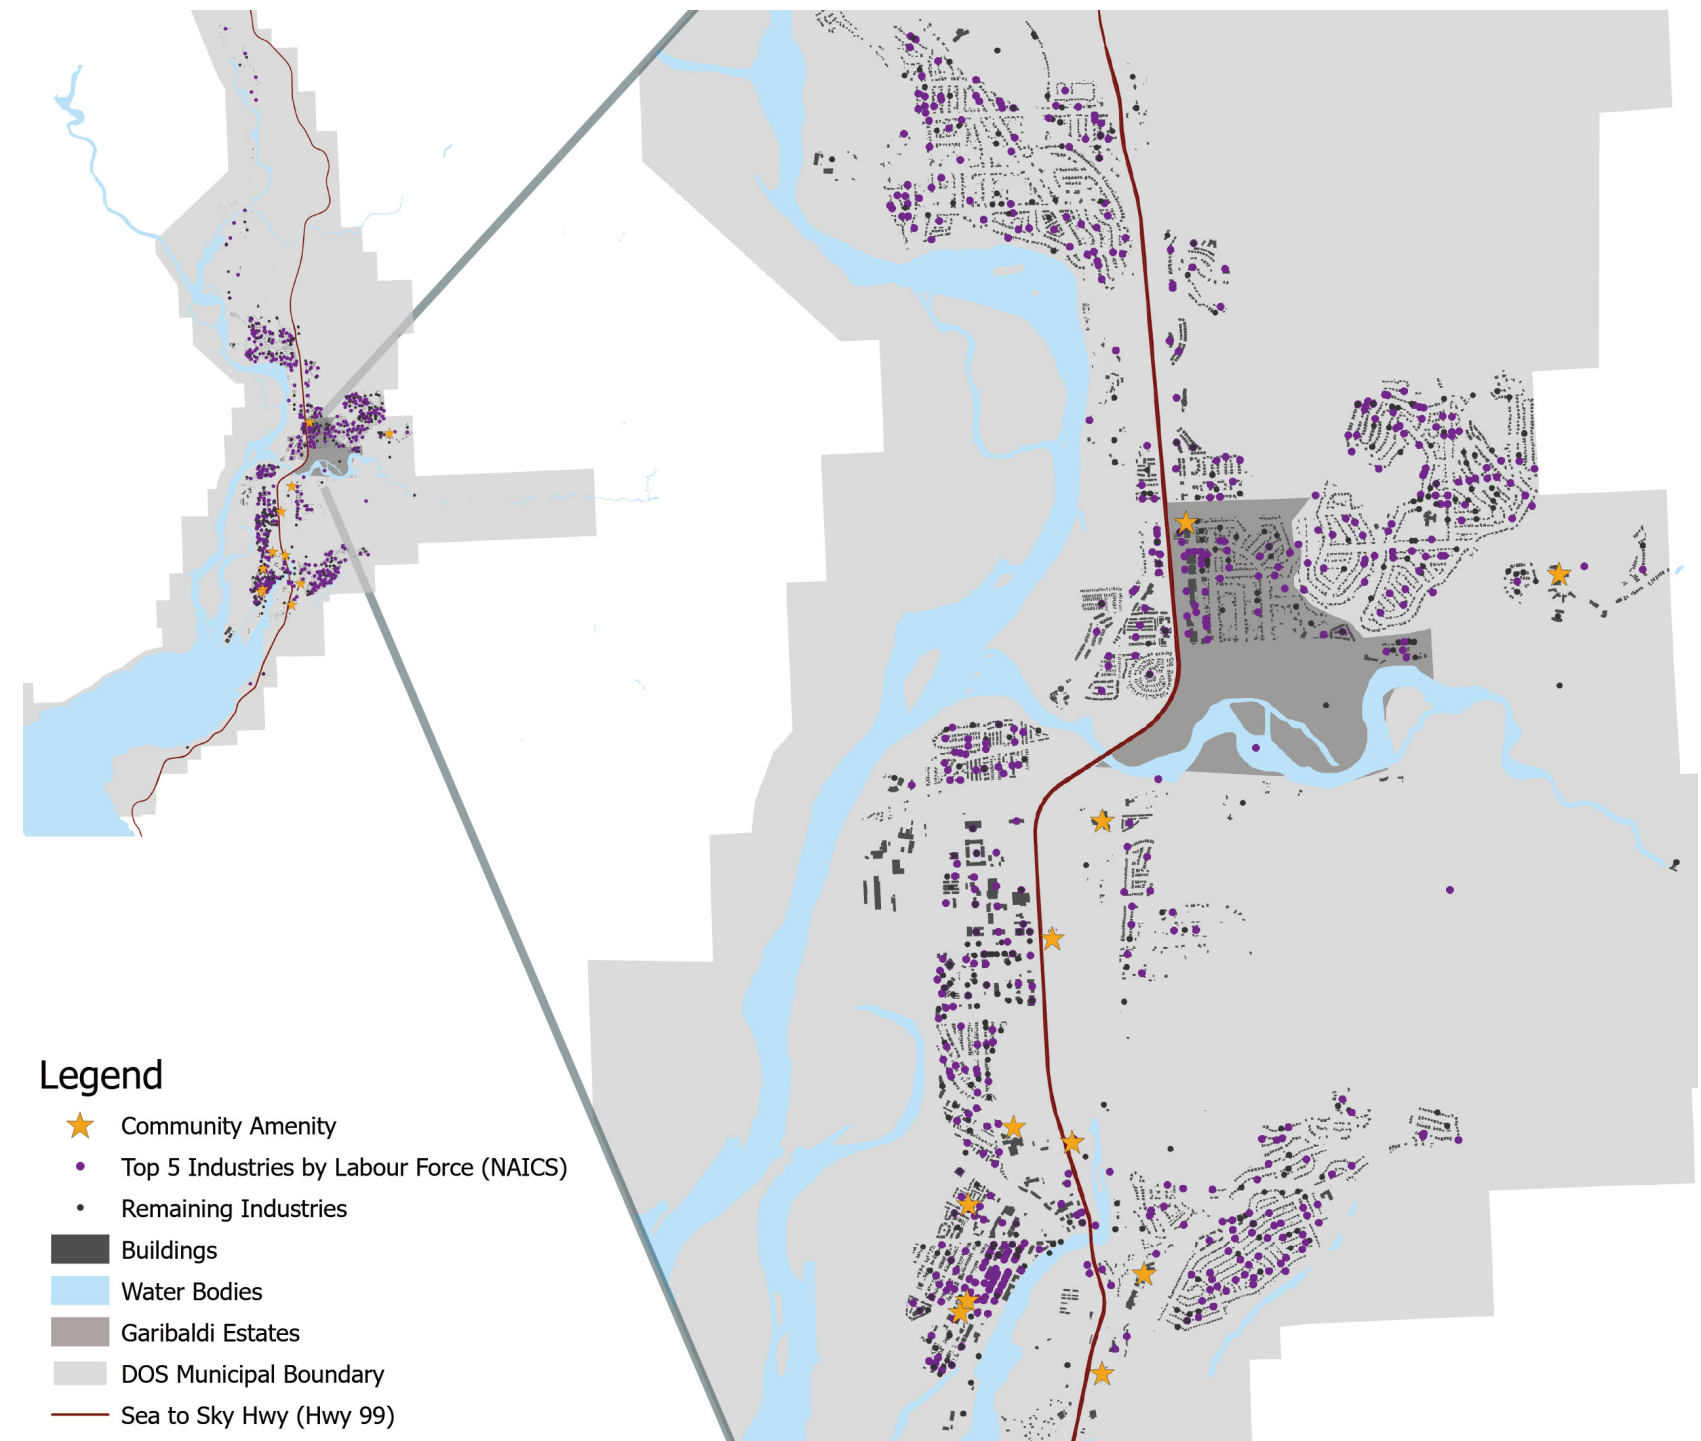 Legend
Community Amenity
Top 5 Industries by Labour Force (NAICS)
Remaining Industries
Buildings
Water Bodies
Garibaldi Estates
DOS Municipal Boundary
Sea to Sky Hwy (Hwy 99)